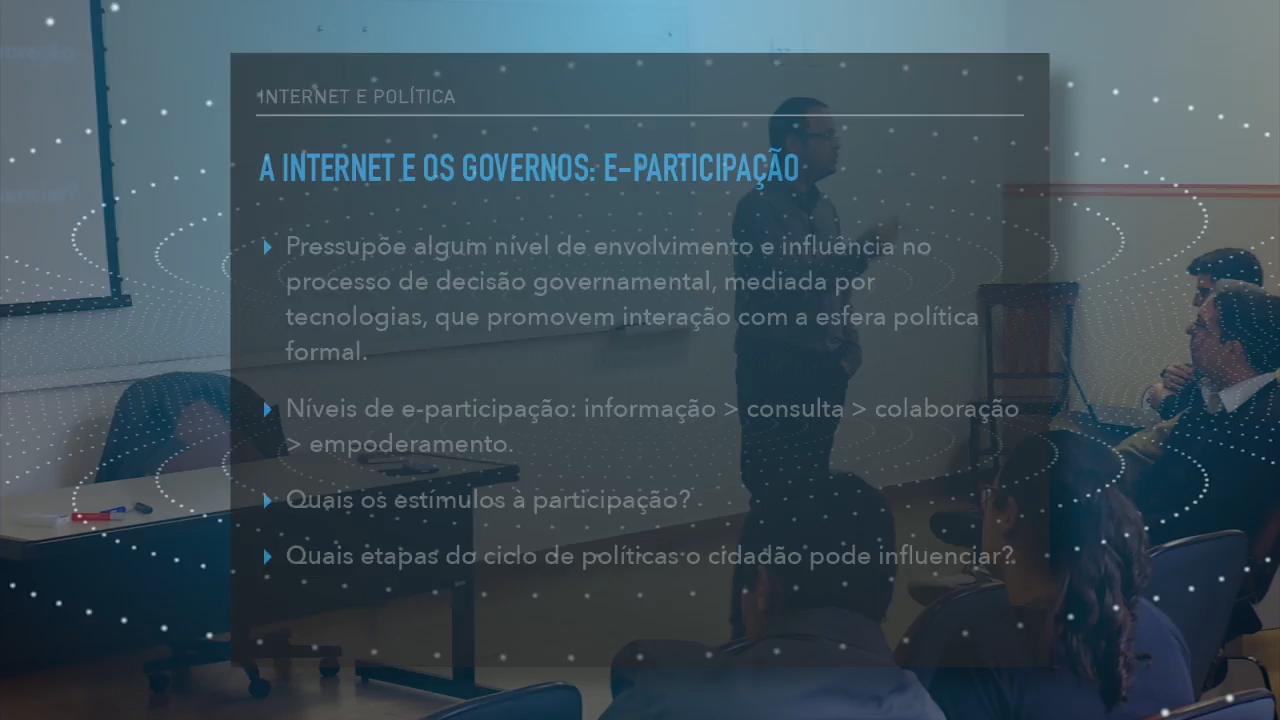 INTERNET E POLÍTICA
A INTERNET E OS GOVERNOS: E-PARTICIPAÇÃO
Pressupõe algum nível de envolvimento e influência no
processo de decisão governamental, mediada por
tecnologias, que promovem interação com a esfera política
formal.
Níveis de e-participação: informação > consulta > colaboração
> empoderamento.
Quais os estímulos à participação?
Quais etapas do ciclo de políticas o cidadão pode influenciar?